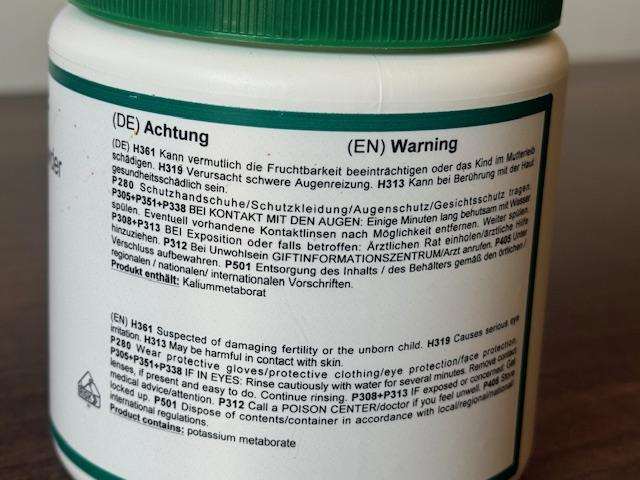 (DE) Achtung
(EN) Warning
(DE) H361 Kann vermutlich die Fruchtbarkeit beeinträchtigen oder das Kind im Mutterleib
schädigen. H319 Verursacht schwere Augenreizung. H313 Kann bei Berührung mit der Haut
gesundheitsschädlich sein.
P280 Schutzhandschuhe/Schutzkleidung/Augenschutz/Gesichtsschutz tragen.
P305+P351+P338 BEI KONTAKT MIT DEN AUGEN: Einige Minuten lang behutsam mit Wasser
spülen. Eventuell vorhandene Kontaktlinsen nach Möglichkeit entfernen. Weiter spülen.
P308+P313 BEI Exposition oder falls betroffen: Ärztlichen Rat einholen/ärztliche Hilfe
hinzuziehen. P312 Bei Unwohlsein GIFTINFORMATIONSZENTRUM/Arzt anrufen. P405 Unter
Verschluss aufbewahren. P501 Entsorgung des Inhalts / des Behälters gemäß den örtlichen /
regionalen / nationalen/ internationalen Vorschriften.
Produkt enthält: Kaliummetaborat
(EN) H361 Suspected of damaging fertility or the unborn child. H319 Causes serious eye
irritation. H313 May be harmful in contact with skin.
P280 Wear protective gloves/protective clothing/eye protection/face protection.
P305+P351+P338 IF IN EYES: Rinse cautiously with water for several minutes. Remove contact
lenses, if present and easy to do. Continue rinsing. P308+P313 IF exposed or concerned: Get
medical advice/attention. P312 Call a POISON CENTER/doctor if you feel unwell. P405 Store
locked up. P501 Dispose of contents/container in accordance with local/regional/national/
international regulations.
Product contains: potassium metaborate